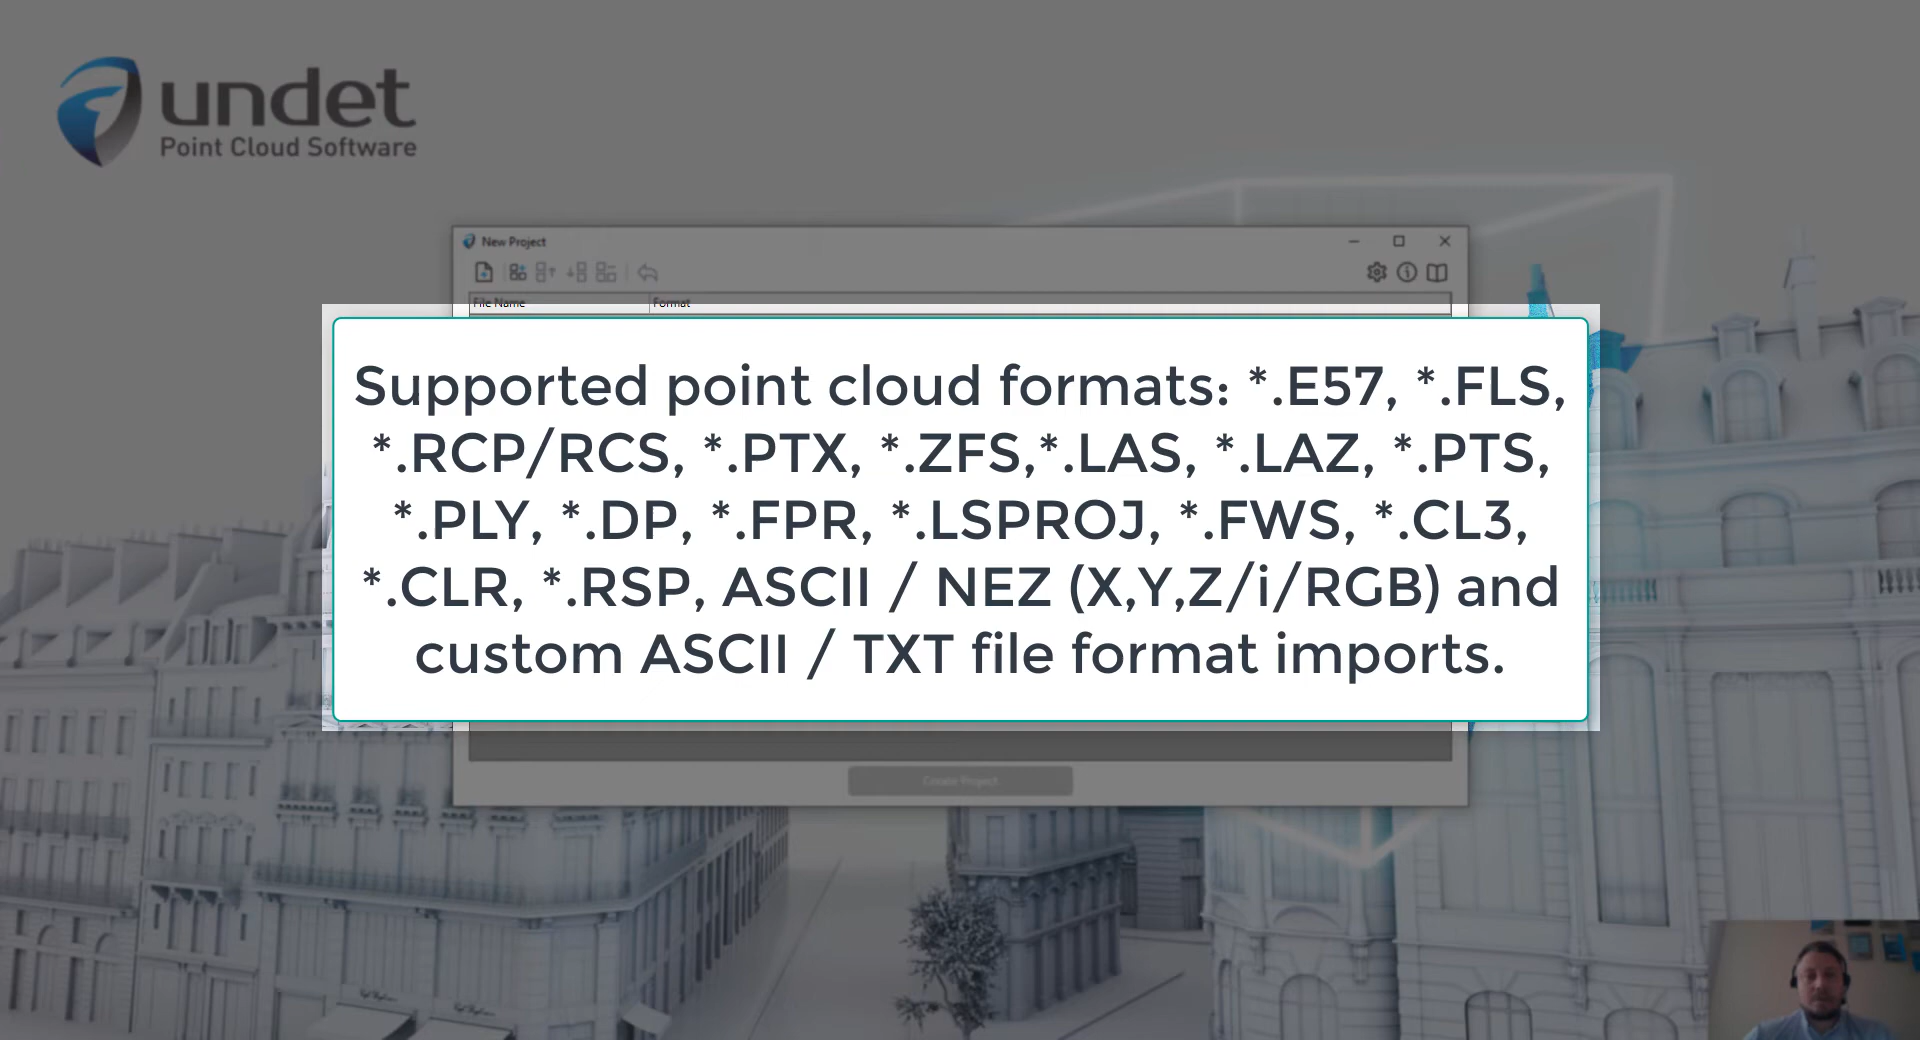 undet
Point Cloud Software
New Project
File Name Format
Supported point cloud formats: *.E57, *.FLS,
*.RCP/RCS, *.PTX, *.ZFS,*.LAS, *.LAZ, *.PTS,
*.PLY, *.DP, *.FPR, *.LSPROJ, *.FWS, *.CL3,
*.CLR, *.RSP, ASCII / NEZ (X,Y,Z/i/RGB) and
custom ASCII / TXT file format imports.
Create Project